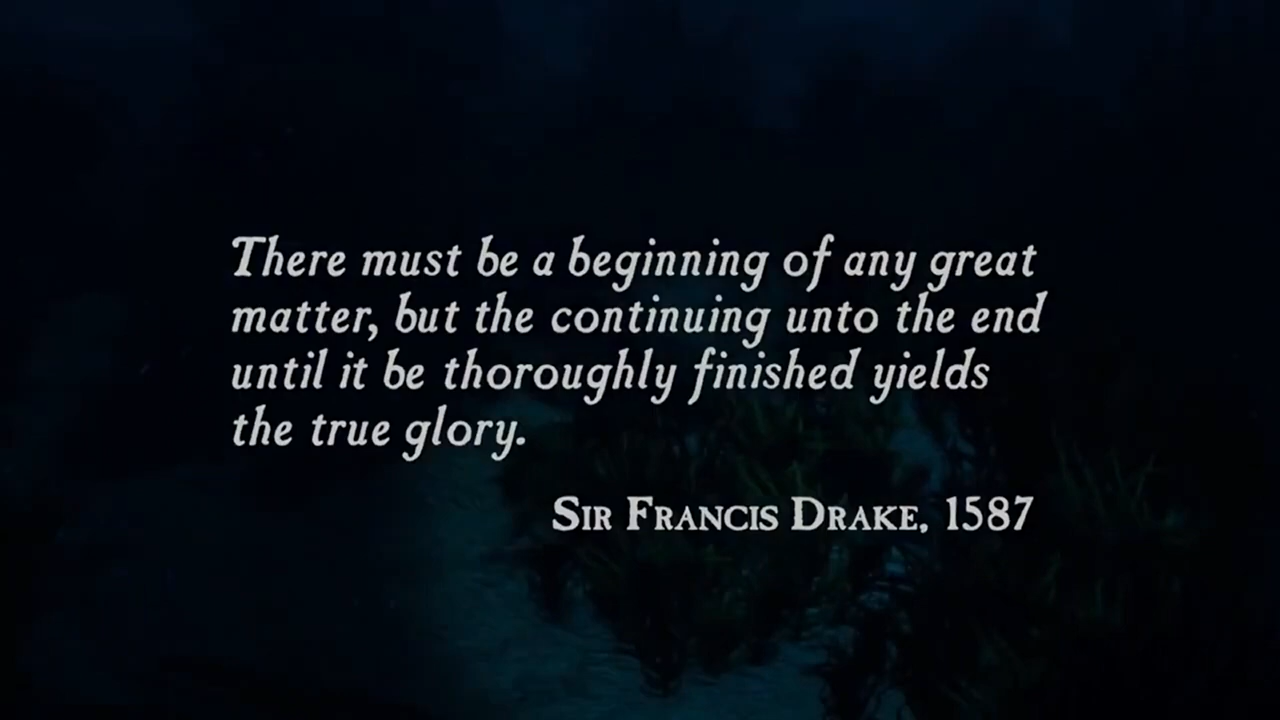 There must be a beginning of any great
matter, but the continuing unto the end
until it be thoroughly finished yields
the true glory.
Sir Francis Drake, 1587